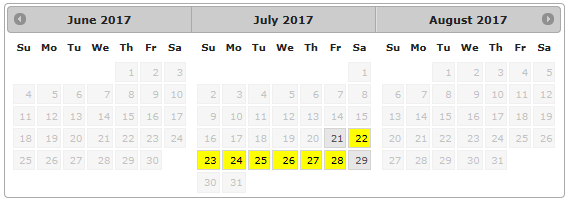 June 2017 July 2017 August 2017
Su Mo Tu We Th Fr Sa Su Mo Tu We Th Fr Sa Su Mo Tu We Th Fr Sa
1 2 3 1 1 2 3 4 5
4 5 6 7 8 9 10 2 3 4 5 6 7 8 6 7 8 9 10 11 12
11 12 13 14 15 16 17 9 10 11 12 13 14 15 13 14 15 16 17 18 19
18 19 20 21 22 23 24 16 17 18 19 20 21 22 20 21 22 23 24 25 26
25 26 27 28 29 30 23 24 25 26 27 28 29 27 28 29 30 31
30 31